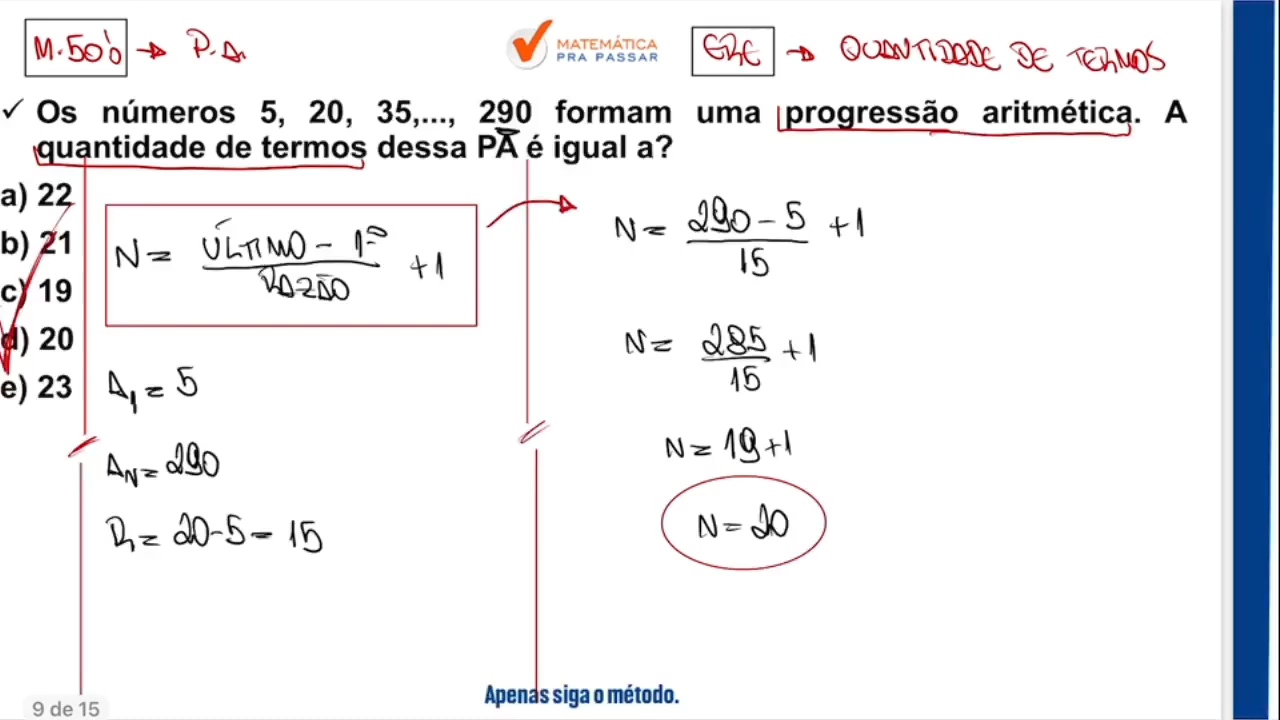 M.50's → P.A.
MATEMÁTICA
PRA PASSAR
→ QUANTIDADE DE TERMOS
✓ Os números 5, 20, 35,..., 290 formam uma progressão aritmética. A
quantidade de termos dessa PA é igual a?
a) 22
b) 21
c) 19
d) 20
e) 23
N = ÚLTIMO - 1º / RAZÃO + 1
A1 = 5
AN = 290
R = 20-5 = 15
N = 290 - 5 / 15 + 1
N = 285 / 15 + 1
N = 19+1
N = 20
Apenas siga o método.
9 de 15